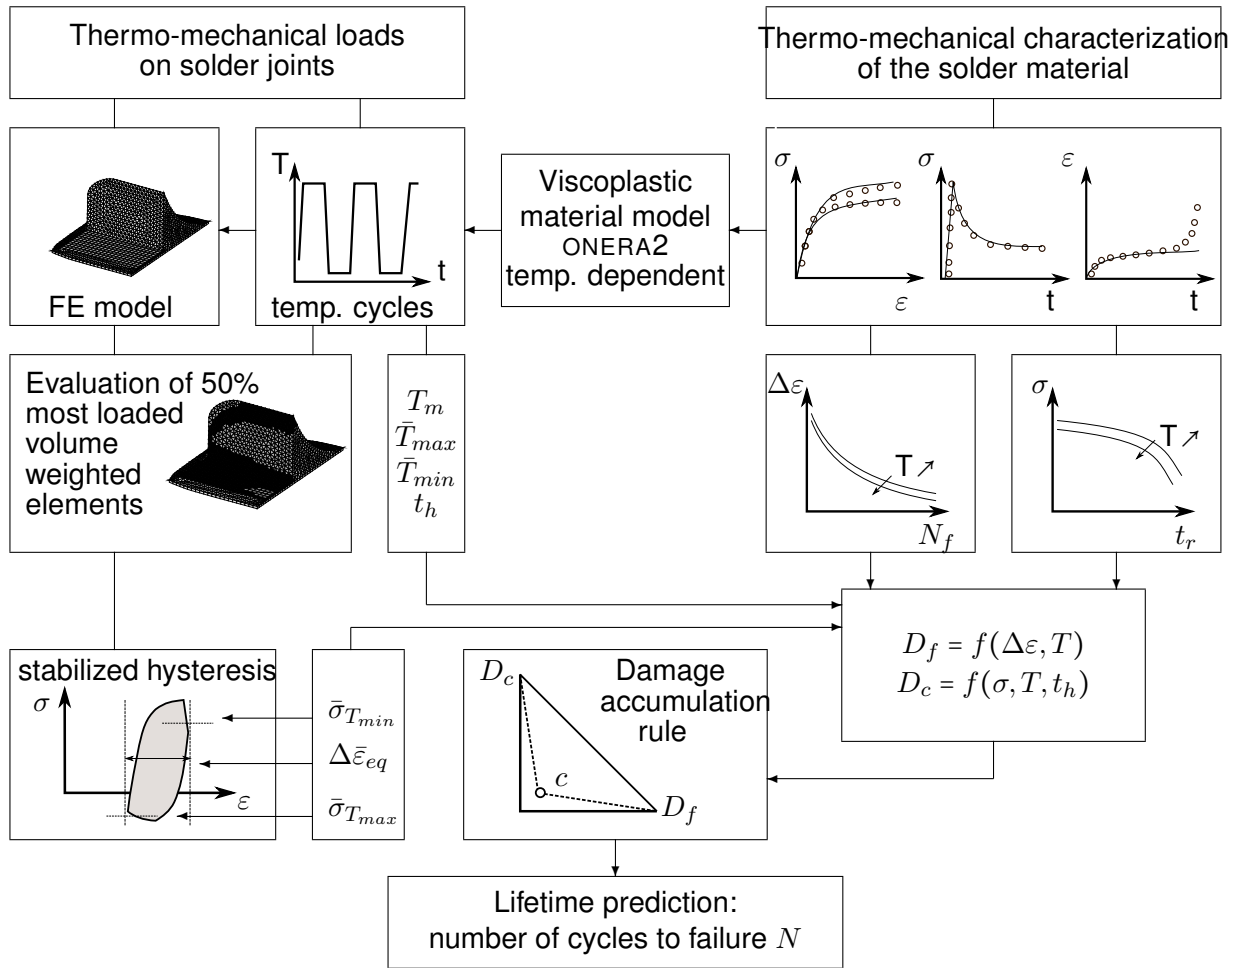 Thermo-mechanical loads
on solder joints
Thermo-mechanical characterization
of the solder material
FE model
T
t
temp. cycles
Viscoplastic
material model
ONERA2
temp. dependent
σ
ε
σ
t
ε
t
Evaluation of 50%
most loaded
volume
weighted
elements
T_m
T̄_max
T̄_min
t_h
Δε
T ↗
N_f
σ
T ↗
t_r
D_f = f(Δε, T)
D_c = f(σ, T, t_h)
stabilized hysteresis
σ
ε
σ̄_{T_min}
Δε̄_eq
σ̄_{T_max}
D_c
Damage
accumulation
rule
c
D_f
Lifetime prediction:
number of cycles to failure N